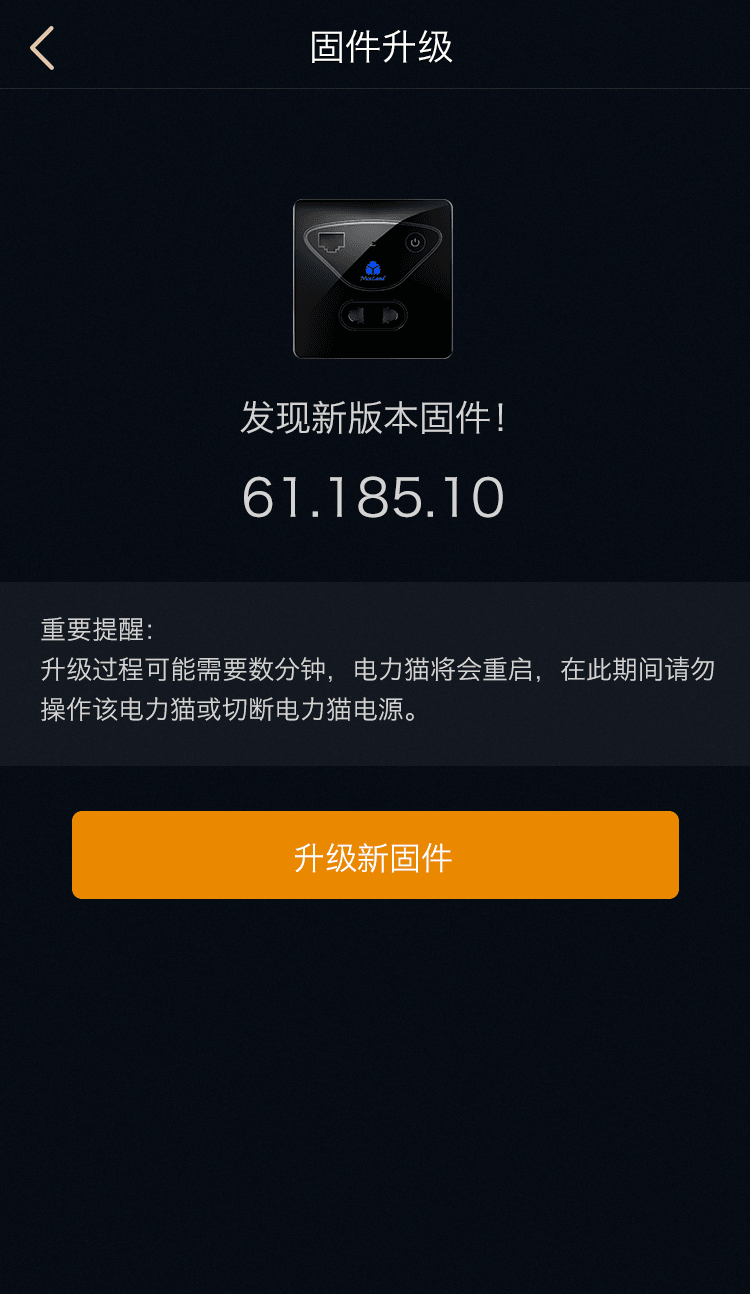 固件升级
发现新版本固件！
61.185.10
重要提醒：
升级过程可能需要数分钟，电力猫将会重启，在此期间请勿
操作该电力猫或切断电力猫电源。
升级新固件